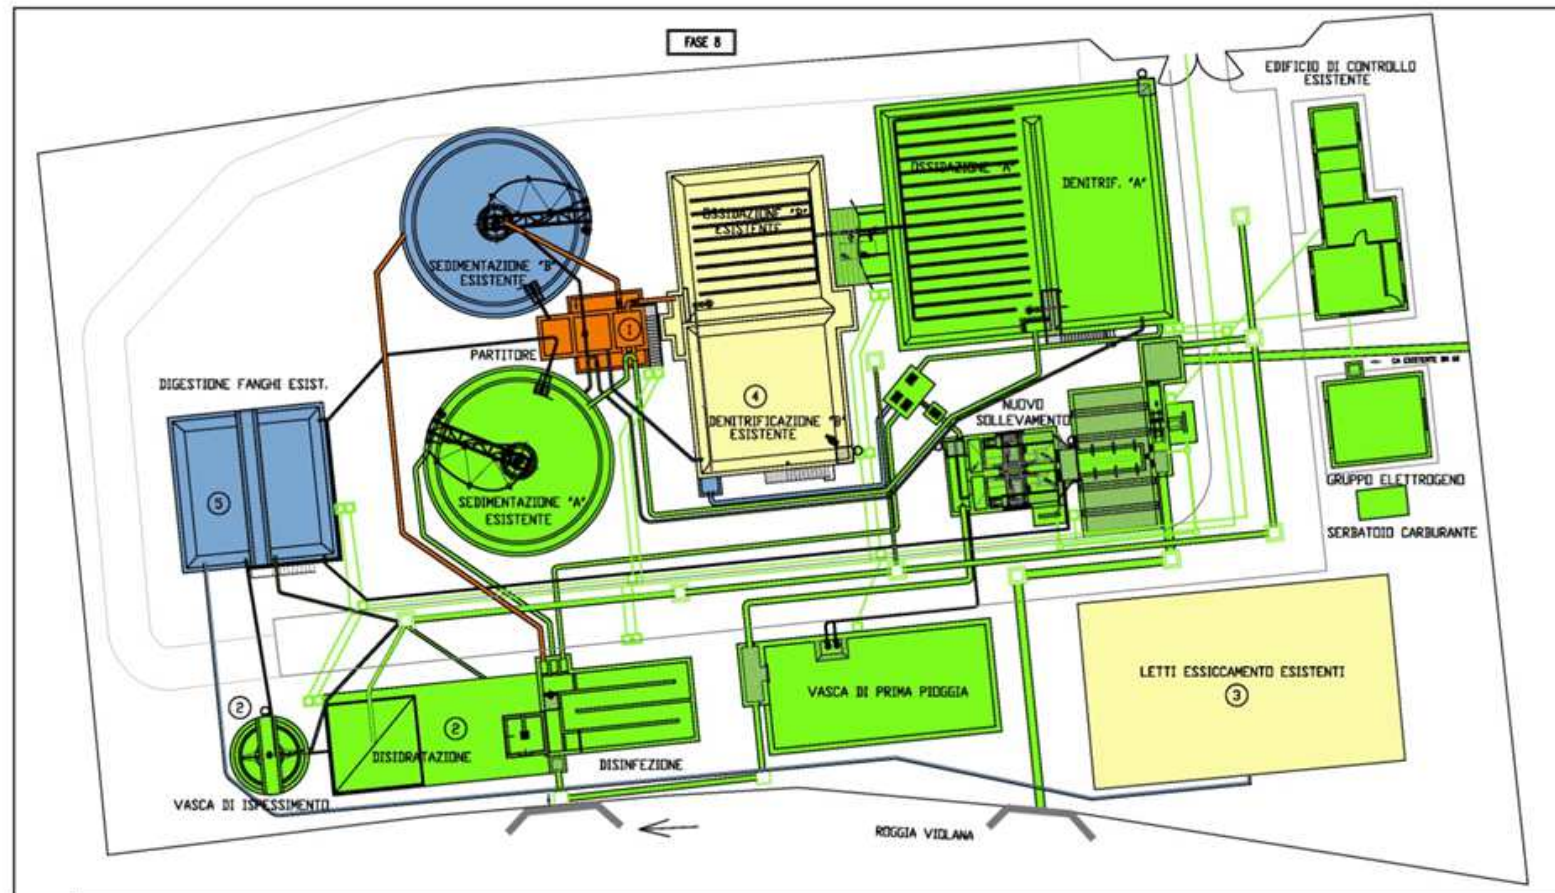 FASE 8
EDIFICIO DI CONTROLLO
ESISTENTE
OSSIDAZIONE "A"
DENITRIF. "A"
OSSIDAZIONE "B"
ESISTENTE
SEDIMENTAZIONE "B"
ESISTENTE
1
PARTITORE
CA ESISTENTE
DIGESTIONE FANGHI ESIST.
4
DENITRIFICAZIONE "B"
ESISTENTE
NUOVO
SOLLEVAMENTO
GRUPPO ELETTROGENO
SEDIMENTAZIONE "A"
ESISTENTE
5
SERBATOIO CARBURANTE
LETTI ESSICCAMENTO ESISTENTI
3
VASCA DI PRIMA PIOGGIA
2
2
DISIDRATAZIONE
DISINFEZIONE
VASCA DI ISPESSIMENTO
ROGGIA VIOLANA